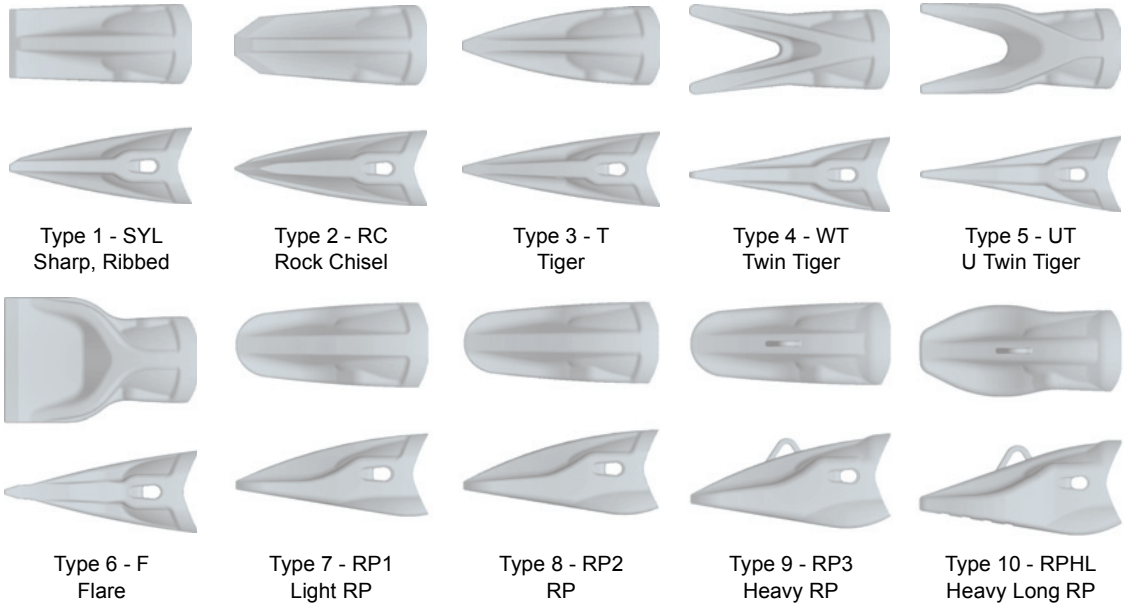 Type 1 - SYL
Sharp, Ribbed
Type 2 - RC
Rock Chisel
Type 3 - T
Tiger
Type 4 - WT
Twin Tiger
Type 5 - UT
U Twin Tiger
Type 6 - F
Flare
Type 7 - RP1
Light RP
Type 8 - RP2
RP
Type 9 - RP3
Heavy RP
Type 10 - RPHL
Heavy Long RP